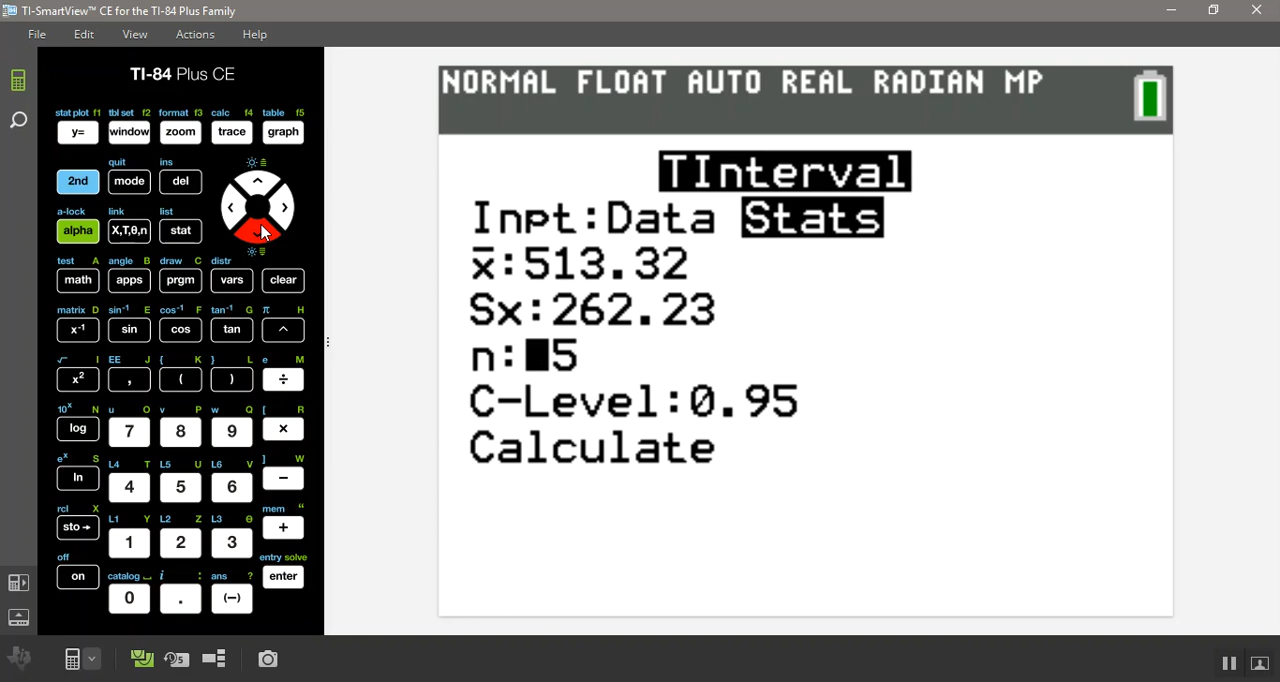 TI-SmartView™ CE for the TI-84 Plus Family
File Edit View Actions Help
TI-84 Plus CE
stat plot f1 tbl set f2 format f3 calc f4 table f5
y= window zoom trace graph
quit ins
2nd mode del
a-lock link list
alpha X,T,θ,n stat
test A angle B draw C distr
math apps prgm vars clear
matrix D sin⁻¹ E cos⁻¹ F tan⁻¹ G π H
x⁻¹ sin cos tan ^
√ I EE J { K } L e M
x² , ( ) ÷
10ˣ N u O v P w Q [ R
log 7 8 9 ×
eˣ S L4 T L5 U L6 V ] W
ln 4 5 6 −
rcl X L1 Y L2 Z L3 θ mem “
sto→ 1 2 3 +
off catalog ⎵ i : ans ? entry solve
on 0 . (−) enter
NORMAL FLOAT AUTO REAL RADIAN MP
TInterval
Inpt:Data Stats
x̄:513.32
Sx:262.23
n:5
C-Level:0.95
Calculate